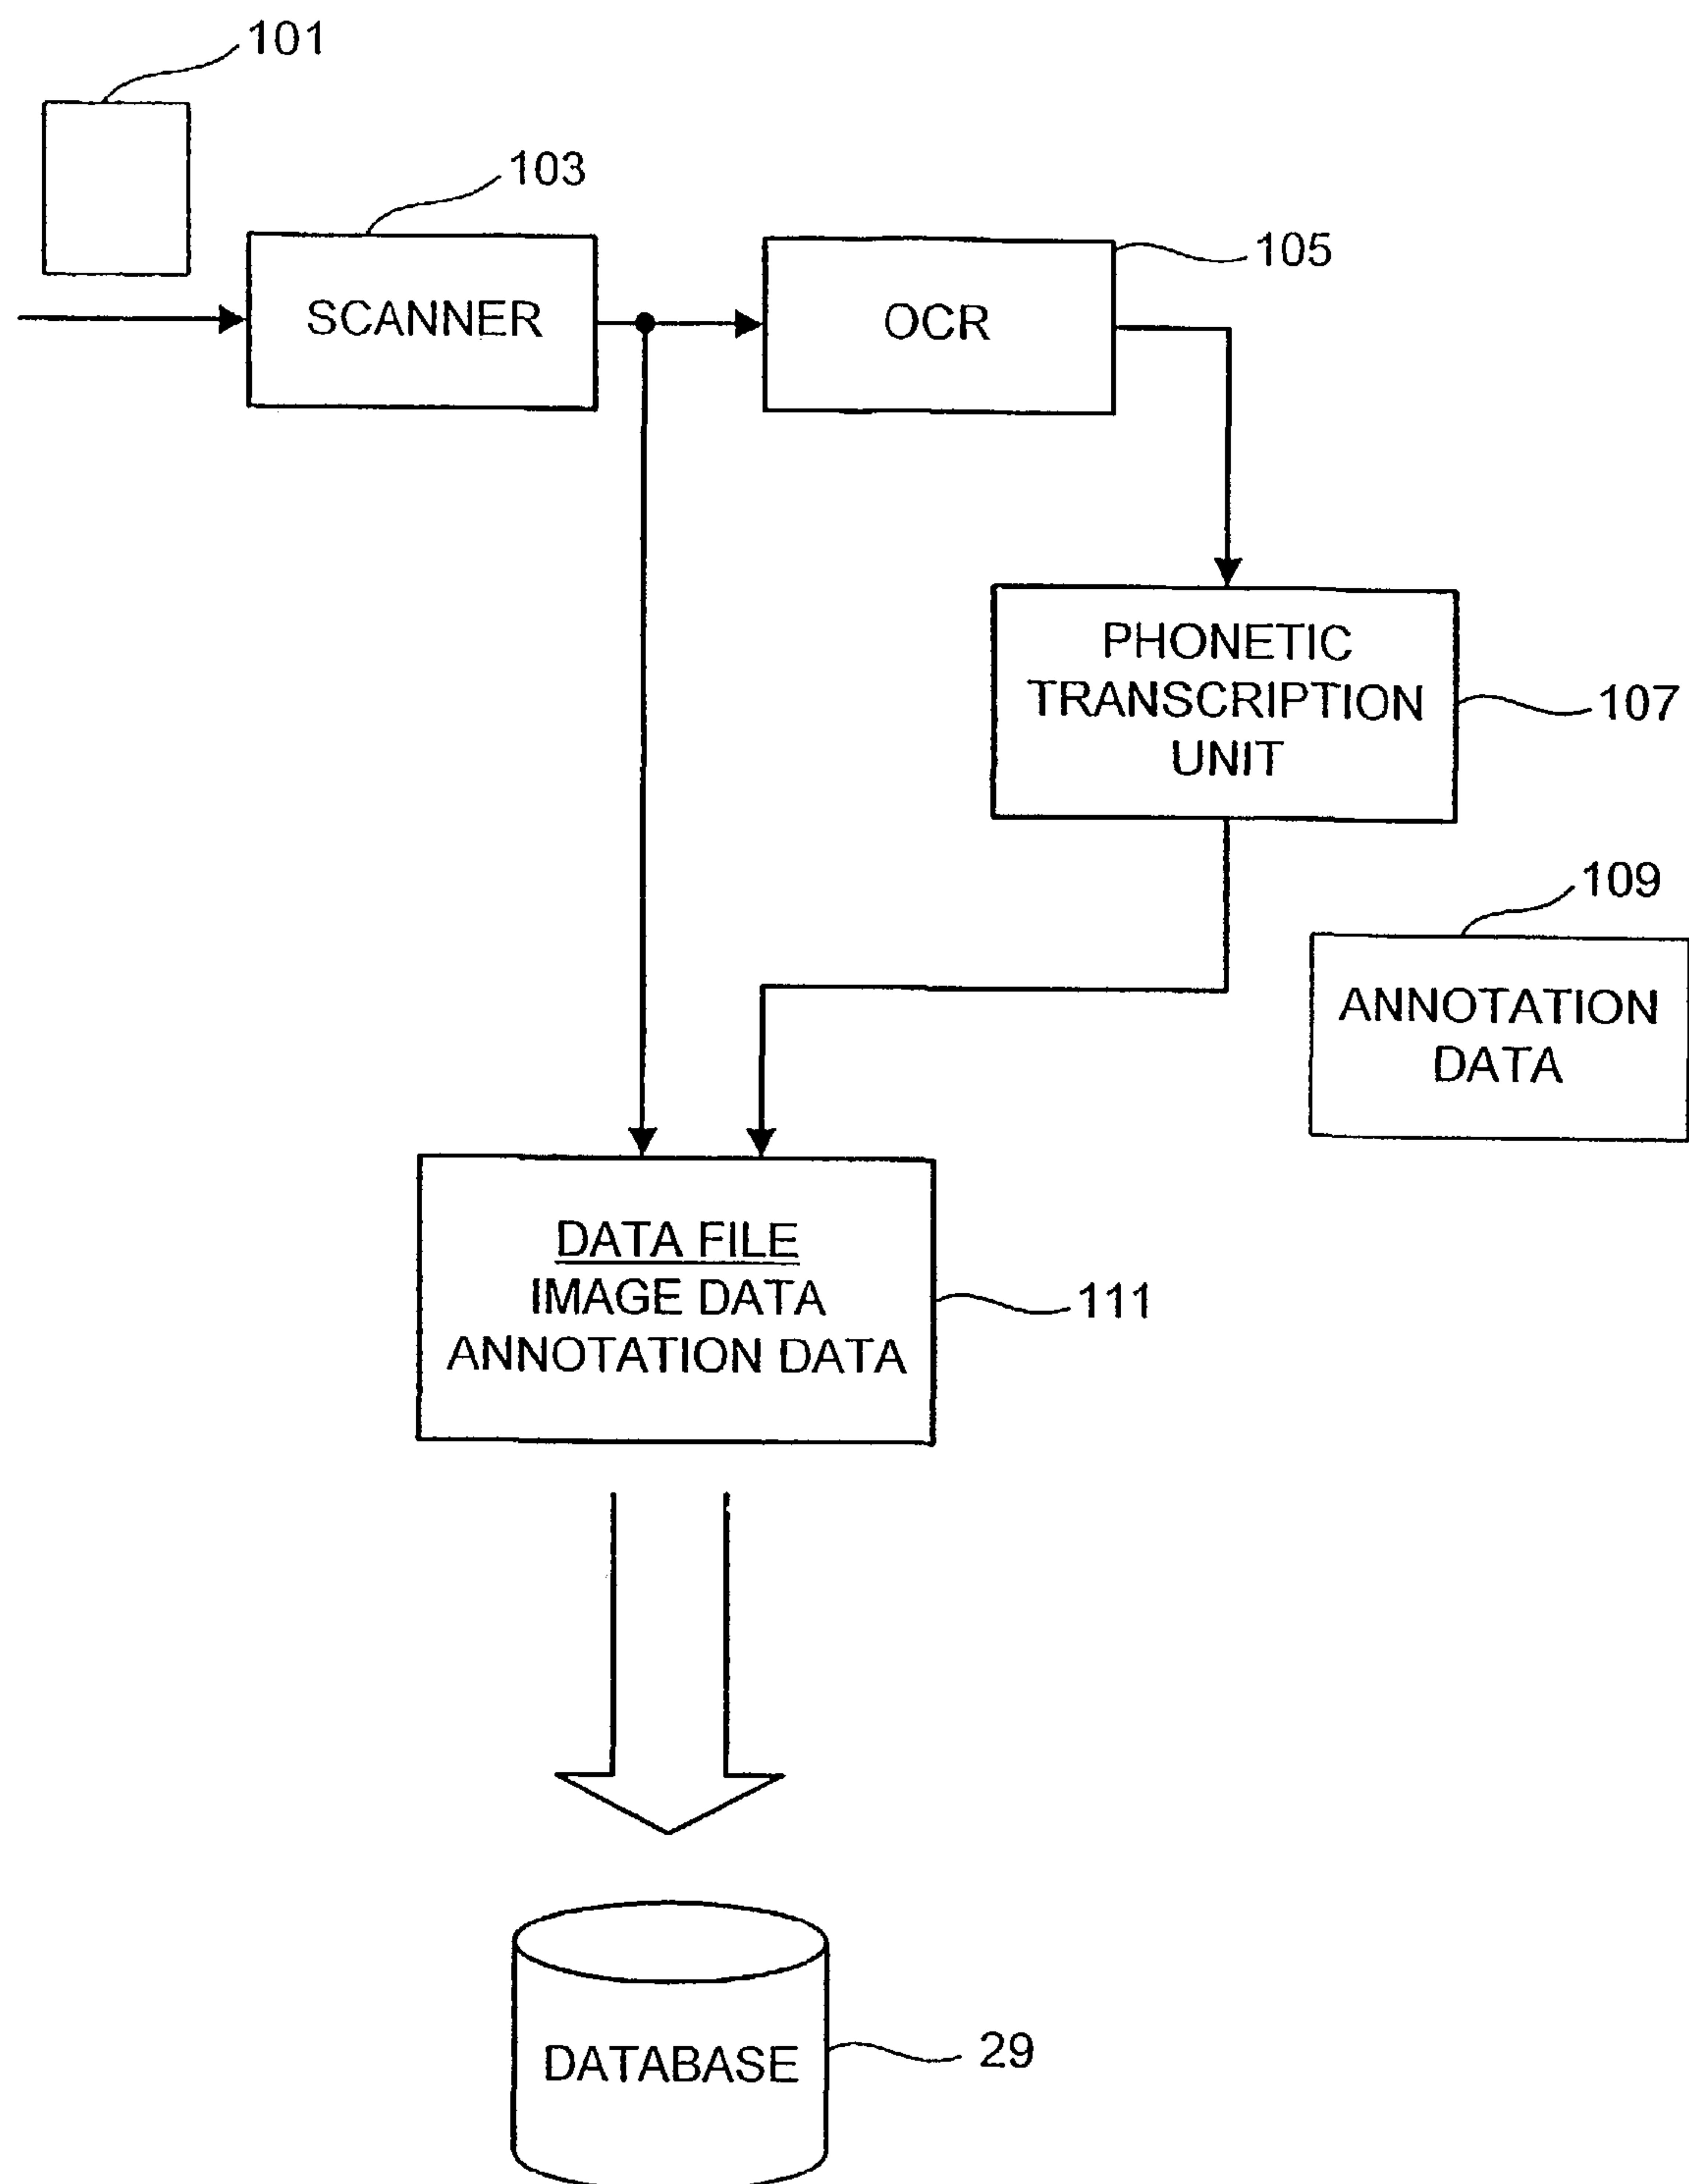 101
103
SCANNER
OCR
105
PHONETIC
TRANSCRIPTION
UNIT
107
109
ANNOTATION
DATA
DATA FILE
IMAGE DATA
ANNOTATION DATA
111
DATABASE
29